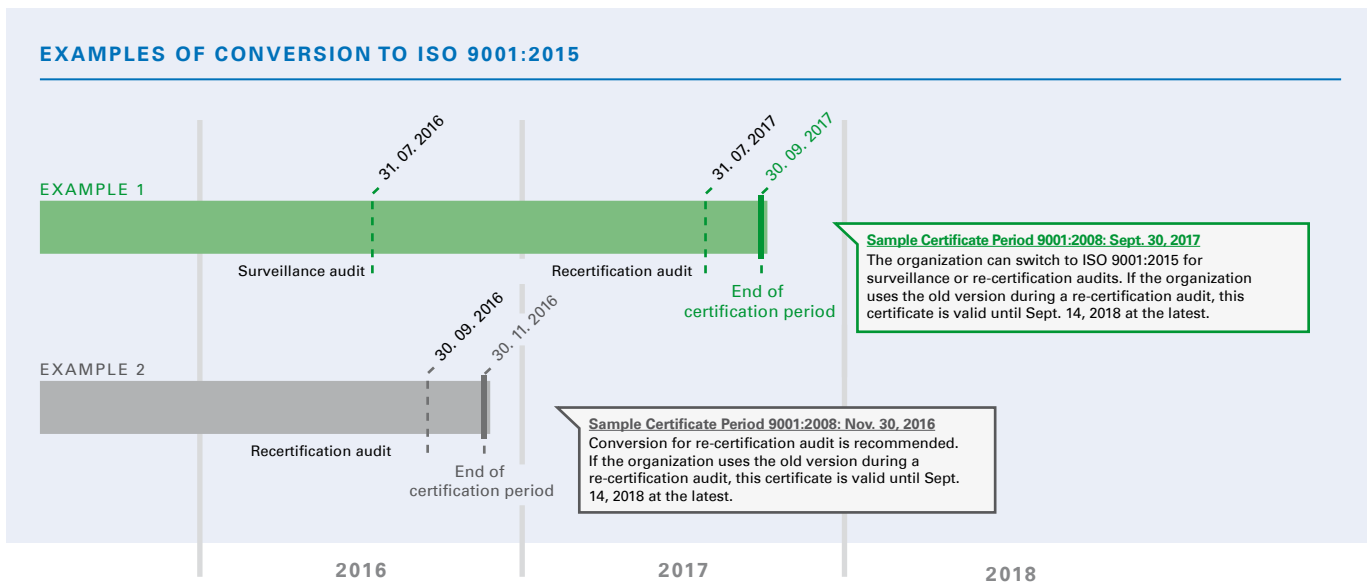 EXAMPLES OF CONVERSION TO ISO 9001:2015
31. 07. 2016
31. 07. 2017
30. 09. 2017
EXAMPLE 1
Surveillance audit
Recertification audit
End of
certification period
Sample Certificate Period 9001:2008: Sept. 30, 2017
The organization can switch to ISO 9001:2015 for
surveillance or re-certification audits. If the organization
uses the old version during a re-certification audit, this
certificate is valid until Sept. 14, 2018 at the latest.
30. 09. 2016
30. 11. 2016
EXAMPLE 2
Recertification audit
End of
certification period
Sample Certificate Period 9001:2008: Nov. 30, 2016
Conversion for re-certification audit is recommended.
If the organization uses the old version during a
re-certification audit, this certificate is valid until Sept.
14, 2018 at the latest.
2016
2017
2018